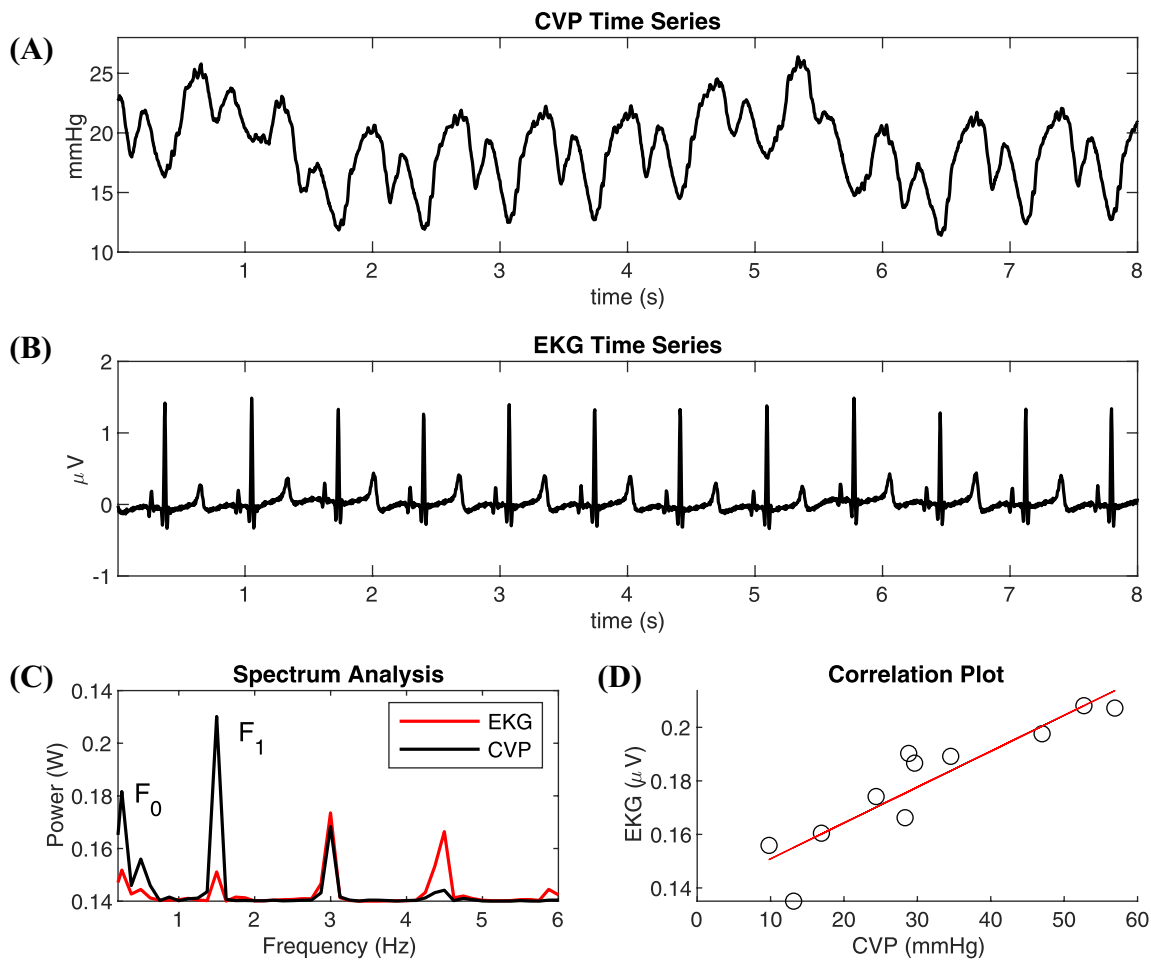 (A)
CVP Time Series
mmHg
25
20
15
10
1 2 3 4 5 6 7 8
time (s)
(B)
EKG Time Series
μ V
2
1
0
-1
1 2 3 4 5 6 7 8
time (s)
(C)
Spectrum Analysis
Power (W)
0.14
0.2
0.18
0.16
0.14
F0
F1
EKG
CVP
1 2 3 4 5 6
Frequency (Hz)
(D)
Correlation Plot
EKG (μ V)
0.2
0.18
0.16
0.14
0 10 20 30 40 50 60
CVP (mmHg)